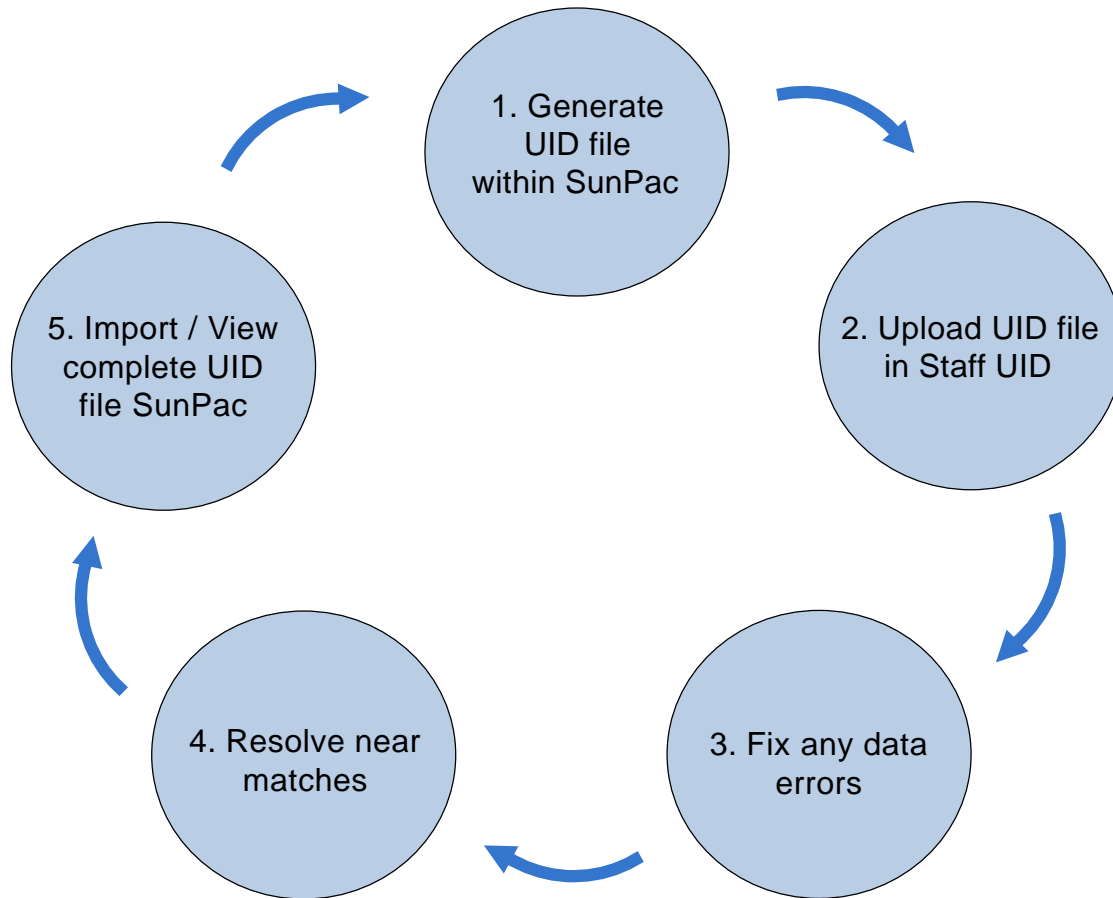 1. Generate
UID file
within SunPac
2. Upload UID file
in Staff UID
3. Fix any data
errors
4. Resolve near
matches
5. Import / View
complete UID
file SunPac